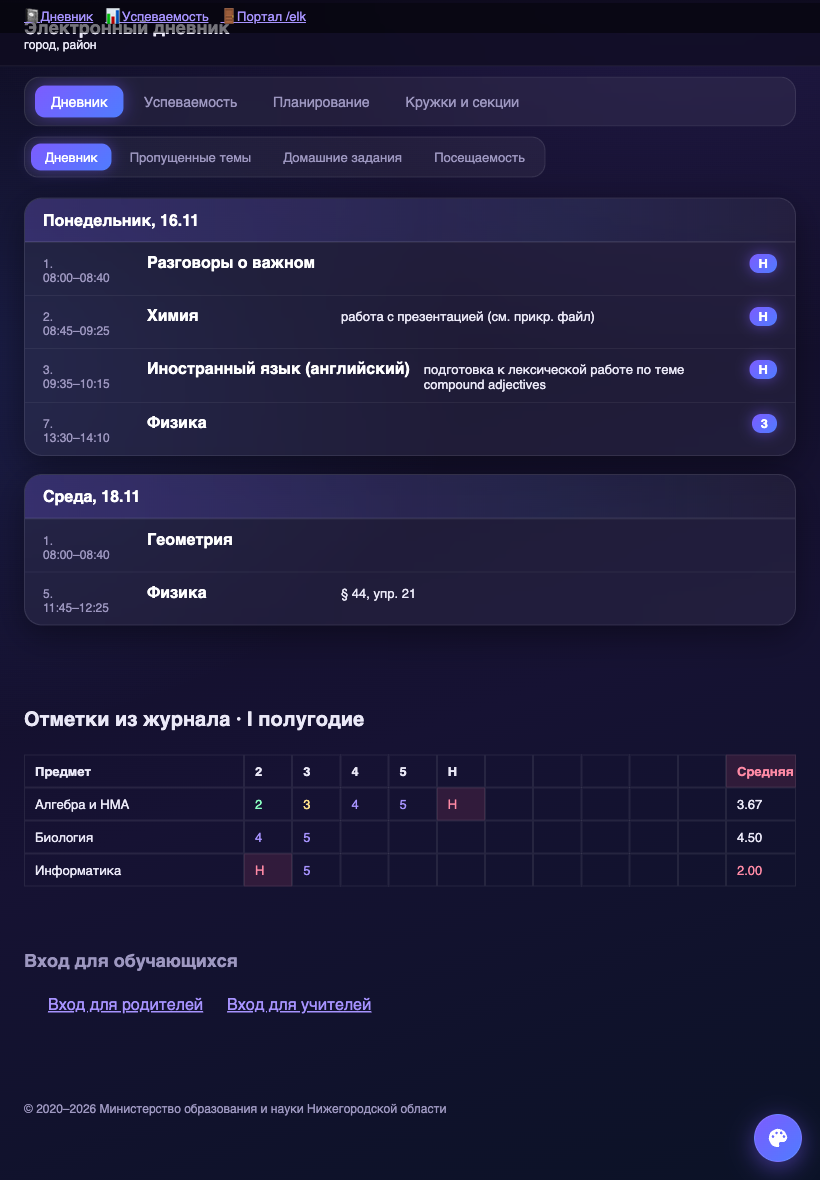 Дневник Успеваемость Портал /elk
Электронный дневник
город, район
Дневник Успеваемость Планирование Кружки и секции
Дневник Пропущенные темы Домашние задания Посещаемость
Понедельник, 16.11
1. Разговоры о важном Н
08:00–08:40
2. Химия работа с презентацией (см. прикр. файл) Н
08:45–09:25
3. Иностранный язык (английский) подготовка к лексической работе по теме Н
09:35–10:15 compound adjectives
7. Физика 3
13:30–14:10
Среда, 18.11
1. Геометрия
08:00–08:40
5. Физика § 44, упр. 21
11:45–12:25
Отметки из журнала · I полугодие
Предмет 2 3 4 5 Н Средняя
Алгебра и НМА 2 3 4 5 Н 3.67
Биология 4 5 4.50
Информатика Н 5 2.00
Вход для обучающихся
Вход для родителей Вход для учителей
© 2020–2026 Министерство образования и науки Нижегородской области